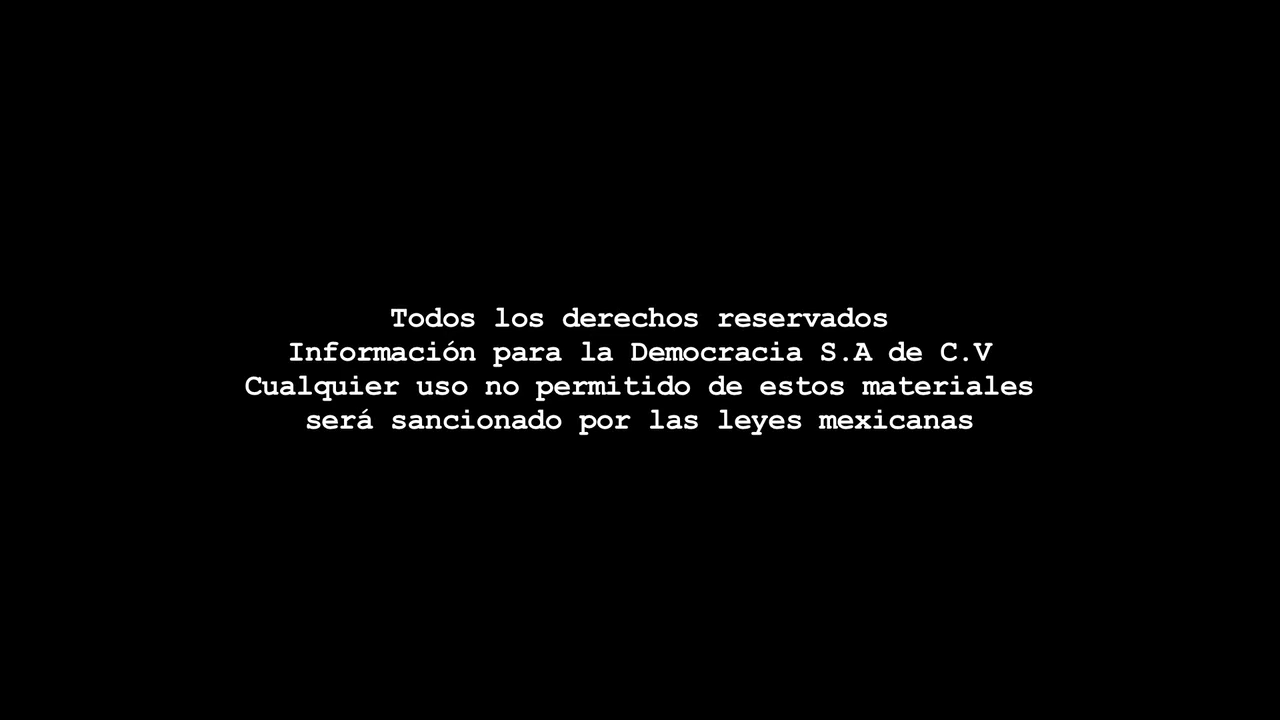 Todos los derechos reservados
Información para la Democracia S.A de C.V
Cualquier uso no permitido de estos materiales
será sancionado por las leyes mexicanas